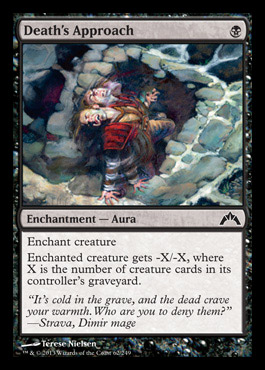 Death's Approach
Enchantment — Aura
Enchant creature
Enchanted creature gets -X/-X, where
X is the number of creature cards in its
controller's graveyard.
"It's cold in the grave, and the dead crave
your warmth. Who are you to deny them?"
—Strava, Dimir mage
Terese Nielsen
™ & © 2013 Wizards of the Coast 62/249